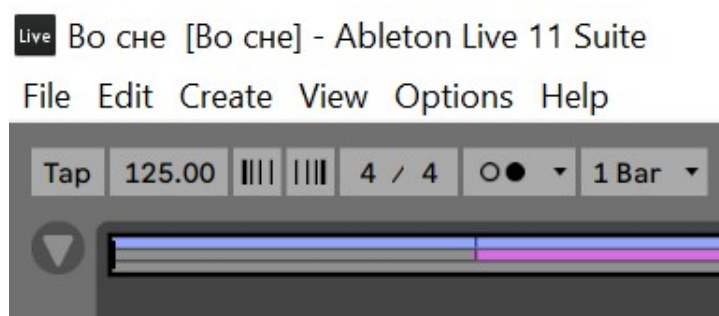 Live Во сне [Во сне] - Ableton Live 11 Suite
File Edit Create View Options Help
Tap 125.00 4 / 4 1 Bar